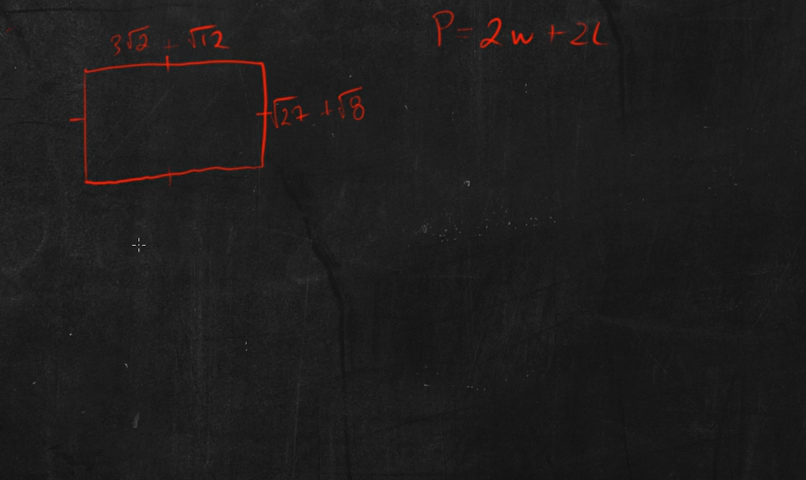 3√2 + √12
P = 2w + 2l
√27 + √8